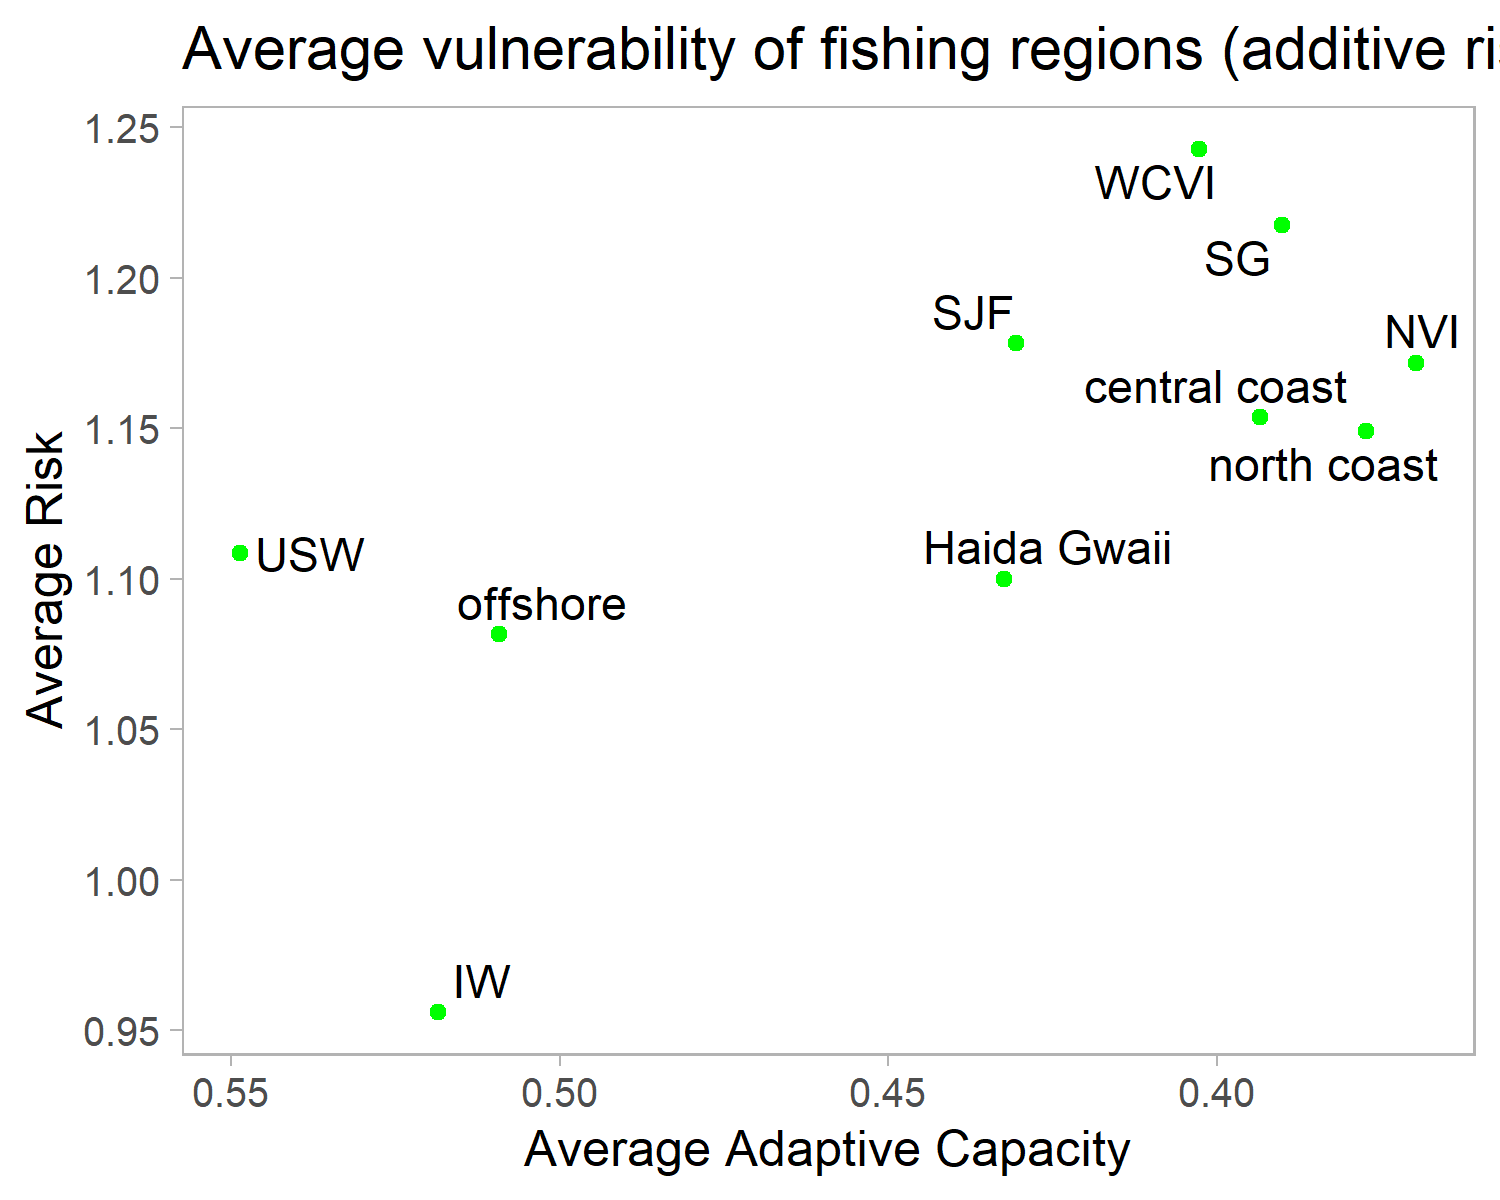 Average vulnerability of fishing regions (additive
1.25
WCVI
SG
1.20
SJF
NVI
central coast
1.15
north coast
Haida Gwaii
USW
1.10
offshore
1.05
1.00
IW
0.95
Average Risk
0.55 0.50 0.45 0.40
Average Adaptive Capacity